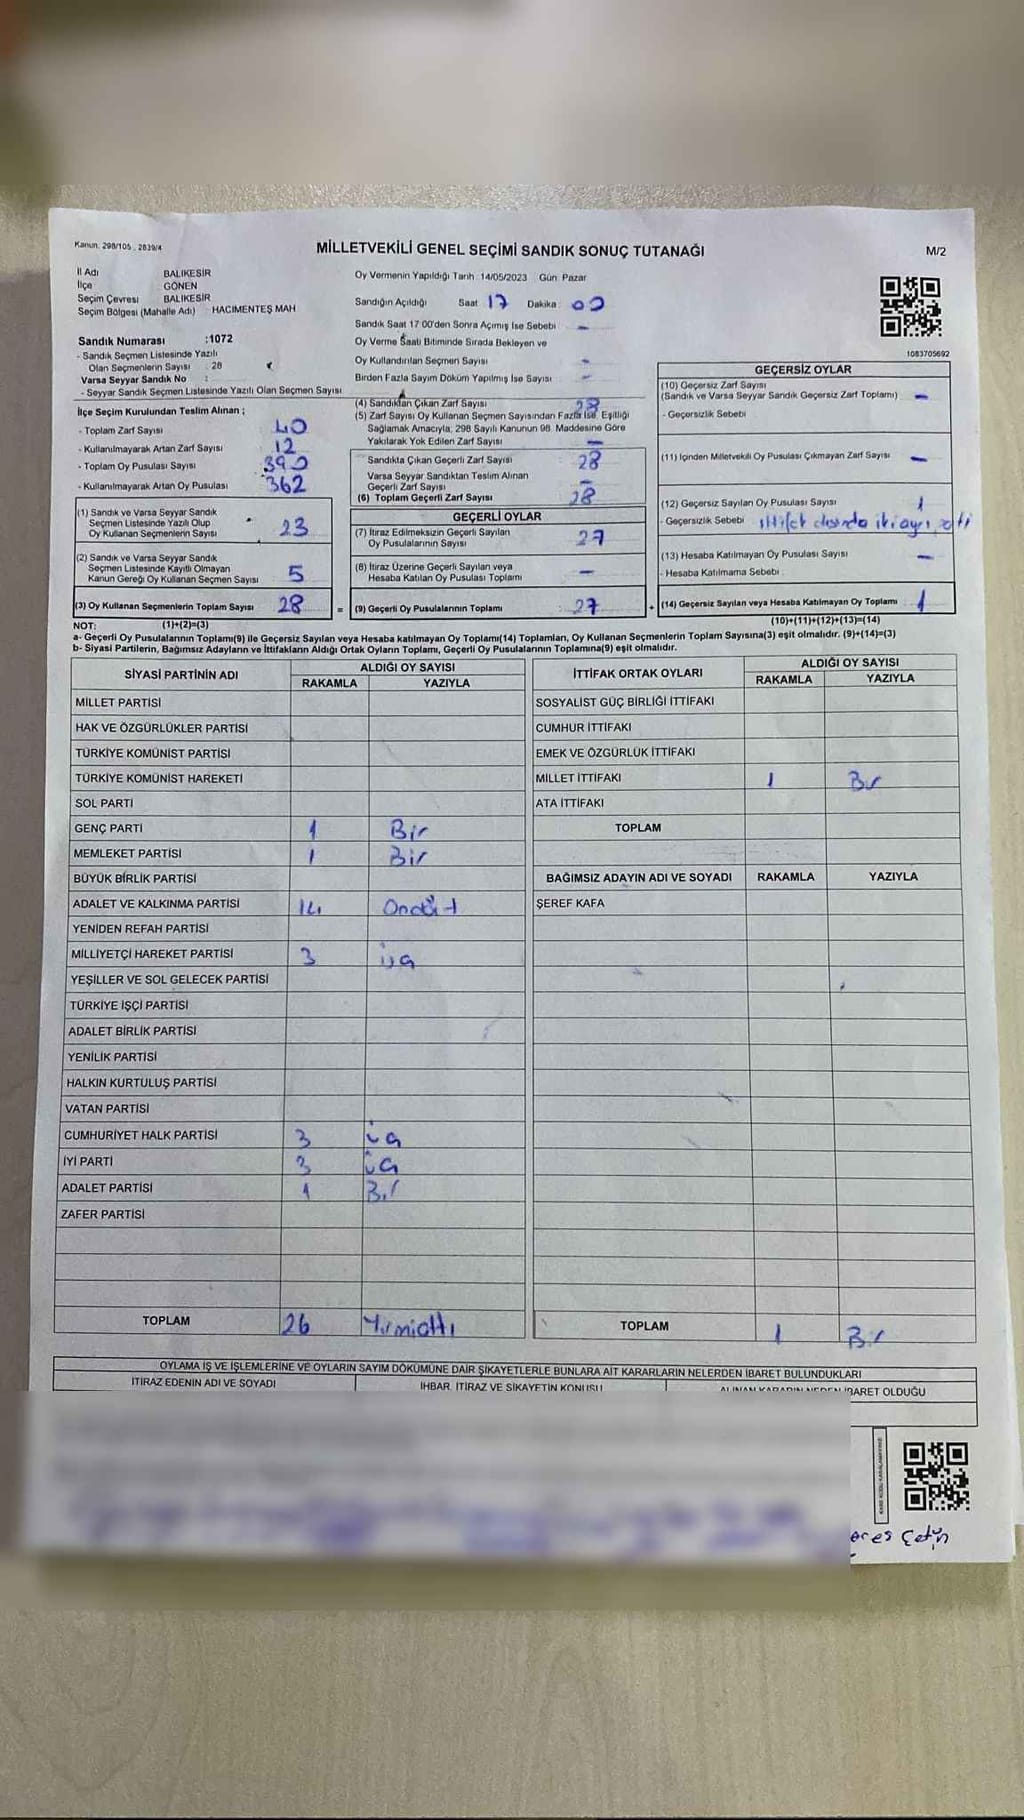 Kanun: 298/105 , 2839/4
MİLLETVEKİLİ GENEL SEÇİMİ SANDIK SONUÇ TUTANAĞI
M/2
İl Adı BALIKESİR
İlçe GÖNEN
Seçim Çevresi BALIKESİR
Seçim Bölgesi (Mahalle Adı) HACIMENTEŞ MAH
Sandık Numarası :1072
- Sandık Seçmen Listesinde Yazılı
Olan Seçmenlerin Sayısı : 28
Varsa Seyyar Sandık No :
- Seyyar Sandık Seçmen Listesinde Yazılı Olan Seçmen Sayısı
İlçe Seçim Kurulundan Teslim Alınan ;
- Toplam Zarf Sayısı 40
- Kullanılmayarak Artan Zarf Sayısı 12
- Toplam Oy Pusulası Sayısı 390
- Kullanılmayarak Artan Oy Pusulası 362
(1) Sandık ve Varsa Seyyar Sandık
Seçmen Listesinde Yazılı Olup
Oy Kullanan Seçmenlerin Sayısı 23
(2) Sandık ve Varsa Seyyar Sandık
Seçmen Listesinde Kayıtlı Olmayan
Kanun Gereği Oy Kullanan Seçmen Sayısı 5
(3) Oy Kullanan Seçmenlerin Toplam Sayısı 28 =
Oy Vermenin Yapıldığı Tarih :14/05/2023 Gün: Pazar
Sandığın Açıldığı Saat 17 Dakika: 00
Sandık Saat 17:00'den Sonra Açılmış İse Sebebi -
Oy Verme Saati Bitiminde Sırada Bekleyen ve
Oy Kullandırılan Seçmen Sayısı -
Birden Fazla Sayım Döküm Yapılmış İse Sayısı -
(4) Sandıktan Çıkan Zarf Sayısı 28
(5) Zarf Sayısı Oy Kullanan Seçmen Sayısından Fazla İse, Eşitliği
Sağlamak Amacıyla, 298 Sayılı Kanunun 98. Maddesine Göre
Yakılarak Yok Edilen Zarf Sayısı -
Sandıkta Çıkan Geçerli Zarf Sayısı 28
Varsa Seyyar Sandıktan Teslim Alınan
Geçerli Zarf Sayısı -
(6) Toplam Geçerli Zarf Sayısı 28
GEÇERLİ OYLAR
(7) İtiraz Edilmeksizin Geçerli Sayılan
Oy Pusulalarının Sayısı 27
(8) İtiraz Üzerine Geçerli Sayılan veya
Hesaba Katılan Oy Pusulası Toplamı -
(9) Geçerli Oy Pusulalarının Toplamı : 27 +
1083705692
GEÇERSİZ OYLAR
(10) Geçersiz Zarf Sayısı
(Sandık ve Varsa Seyyar Sandık Geçersiz Zarf Toplamı) -
- Geçersizlik Sebebi
(11) İçinden Milletvekili Oy Pusulası Çıkmayan Zarf Sayısı -
(12) Geçersiz Sayılan Oy Pusulası Sayısı 1
- Geçersizlik Sebebi ittifak dışında iki ayrı parti
(13) Hesaba Katılmayan Oy Pusulası Sayısı -
- Hesaba Katılmama Sebebi
(14) Geçersiz Sayılan veya Hesaba Katılmayan Oy Toplamı 1
NOT: (1)+(2)=(3)
(10)+(11)+(12)+(13)=(14)
a- Geçerli Oy Pusulalarının Toplamı(9) ile Geçersiz Sayılan veya Hesaba katılmayan Oy Toplamı(14) Toplamları, Oy Kullanan Seçmenlerin Toplam Sayısına(3) eşit olmalıdır. (9)+(14)=(3)
b- Siyasi Partilerin, Bağımsız Adayların ve İttifakların Aldığı Ortak Oyların Toplamı, Geçerli Oy Pusulalarının Toplamına(9) eşit olmalıdır.
SİYASİ PARTİNİN ADI ALDIĞI OY SAYISI
RAKAMLA YAZIYLA
MİLLET PARTİSİ
HAK VE ÖZGÜRLÜKLER PARTİSİ
TÜRKİYE KOMÜNİST PARTİSİ
TÜRKİYE KOMÜNİST HAREKETİ
SOL PARTİ
GENÇ PARTİ 1 Bir
MEMLEKET PARTİSİ 1 Bir
BÜYÜK BİRLİK PARTİSİ
ADALET VE KALKINMA PARTİSİ 14 Ondört
YENİDEN REFAH PARTİSİ
MİLLİYETÇİ HAREKET PARTİSİ 3 üç
YEŞİLLER VE SOL GELECEK PARTİSİ
TÜRKİYE İŞÇİ PARTİSİ
ADALET BİRLİK PARTİSİ
YENİLİK PARTİSİ
HALKIN KURTULUŞ PARTİSİ
VATAN PARTİSİ
CUMHURİYET HALK PARTİSİ 3 üç
İYİ PARTİ 3 üç
ADALET PARTİSİ 1 Bir
ZAFER PARTİSİ
TOPLAM 26 Yirmialtı
İTTİFAK ORTAK OYLARI ALDIĞI OY SAYISI
RAKAMLA YAZIYLA
SOSYALİST GÜÇ BİRLİĞİ İTTİFAKI
CUMHUR İTTİFAKI
EMEK VE ÖZGÜRLÜK İTTİFAKI
MİLLET İTTİFAKI 1 Bir
ATA İTTİFAKI
TOPLAM
BAĞIMSIZ ADAYIN ADI VE SOYADI RAKAMLA YAZIYLA
ŞEREF KAFA
TOPLAM 1 Bir
OYLAMA İŞ VE İŞLEMLERİNE VE OYLARIN SAYIM DÖKÜMÜNE DAİR ŞİKAYETLERLE BUNLARA AİT KARARLARIN NELERDEN İBARET BULUNDUKLARI
İTİRAZ EDENİN ADI VE SOYADI İHBAR, İTİRAZ VE ŞİKAYETİN KONUSU ALINAN KARARIN NEDEN İBARET OLDUĞU
Çetin